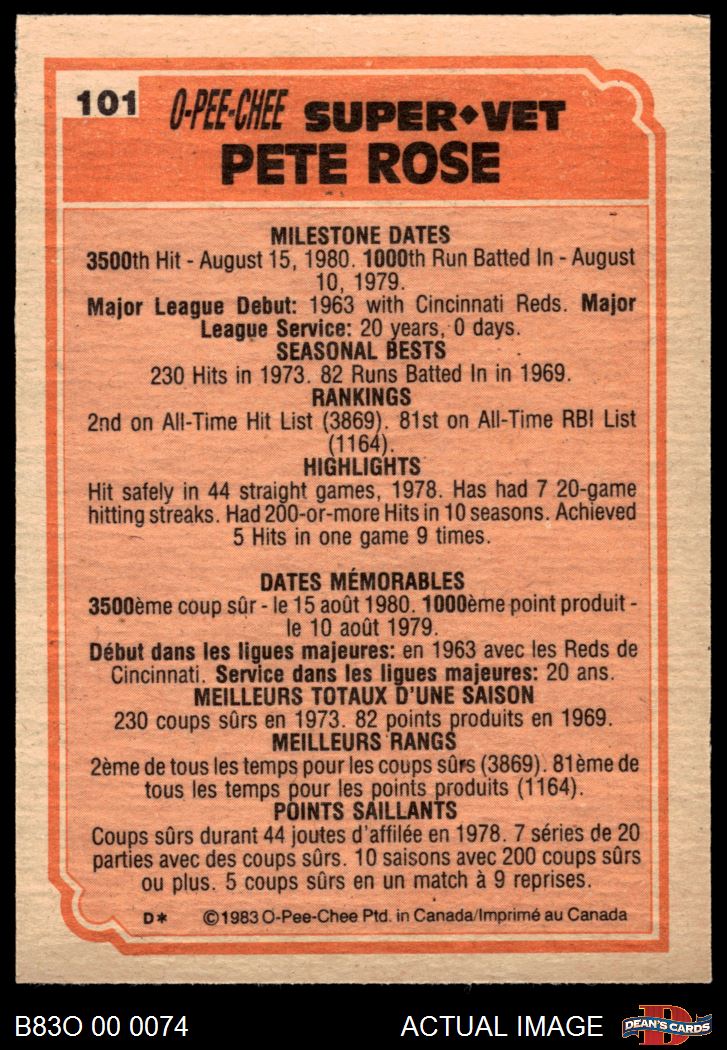 101 O-PEE-CHEE SUPER◆VET
PETE ROSE
MILESTONE DATES
3500th Hit - August 15, 1980. 1000th Run Batted In - August
10, 1979.
Major League Debut: 1963 with Cincinnati Reds. Major
League Service: 20 years, 0 days.
SEASONAL BESTS
230 Hits in 1973. 82 Runs Batted In in 1969.
RANKINGS
2nd on All-Time Hit List (3869). 81st on All-Time RBI List
(1164).
HIGHLIGHTS
Hit safely in 44 straight games, 1978. Has had 7 20-game
hitting streaks. Had 200-or-more Hits in 10 seasons. Achieved
5 Hits in one game 9 times.
DATES MÉMORABLES
3500ème coup sûr - le 15 août 1980. 1000ème point produit -
le 10 août 1979.
Début dans les ligues majeures: en 1963 avec les Reds de
Cincinnati. Service dans les ligues majeures: 20 ans.
MEILLEURS TOTAUX D'UNE SAISON
230 coups sûrs en 1973. 82 points produits en 1969.
MEILLEURS RANGS
2ème de tous les temps pour les coups sûrs (3869). 81ème de
tous les temps pour les points produits (1164).
POINTS SAILLANTS
Coups sûrs durant 44 joutes d'affilée en 1978. 7 séries de 20
parties avec des coups sûrs. 10 saisons avec 200 coups sûrs
ou plus. 5 coups sûrs en un match à 9 reprises.
D* ©1983 O-Pee-Chee Ptd. in Canada/Imprimé au Canada
B83O 00 0074 ACTUAL IMAGE D DEAN'S CARDS